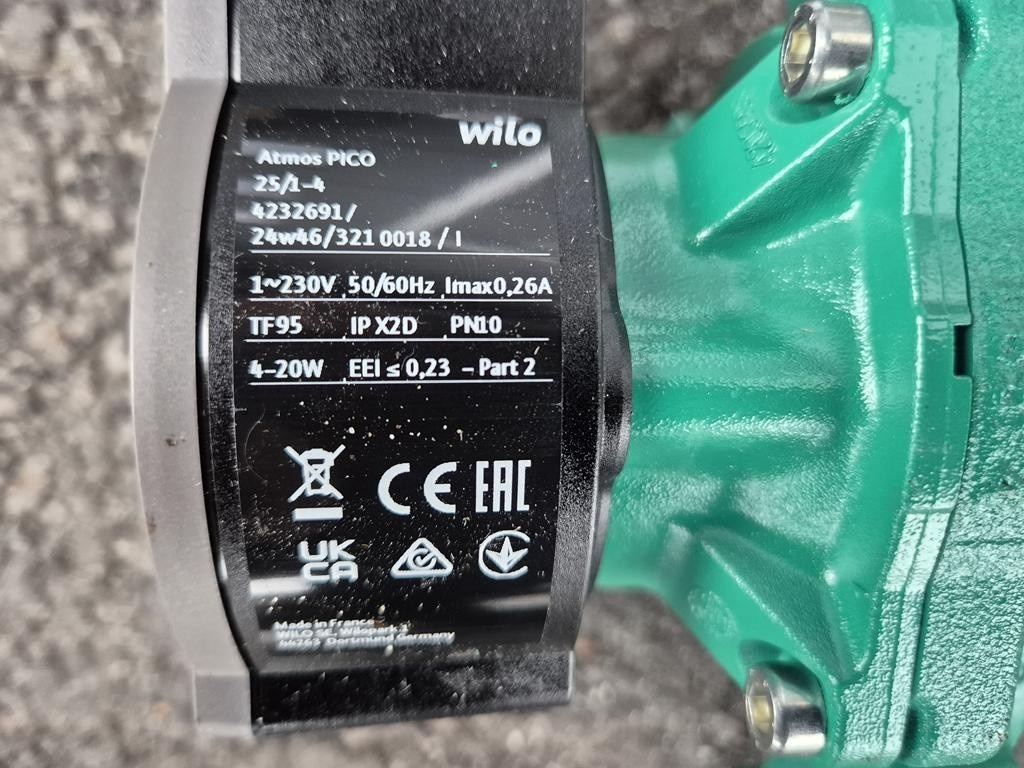 wilo
Atmos PICO
25/1-4
4232691/
24w46/321 0018 / I
1~230V 50/60Hz Imax0,26A
TF95 IP X2D PN10
4-20W EEI ≤ 0,23 - Part 2
CE EAC
UK
CA
Made in France
WILO SE, Wilopark 1
44263 Dortmund Germany